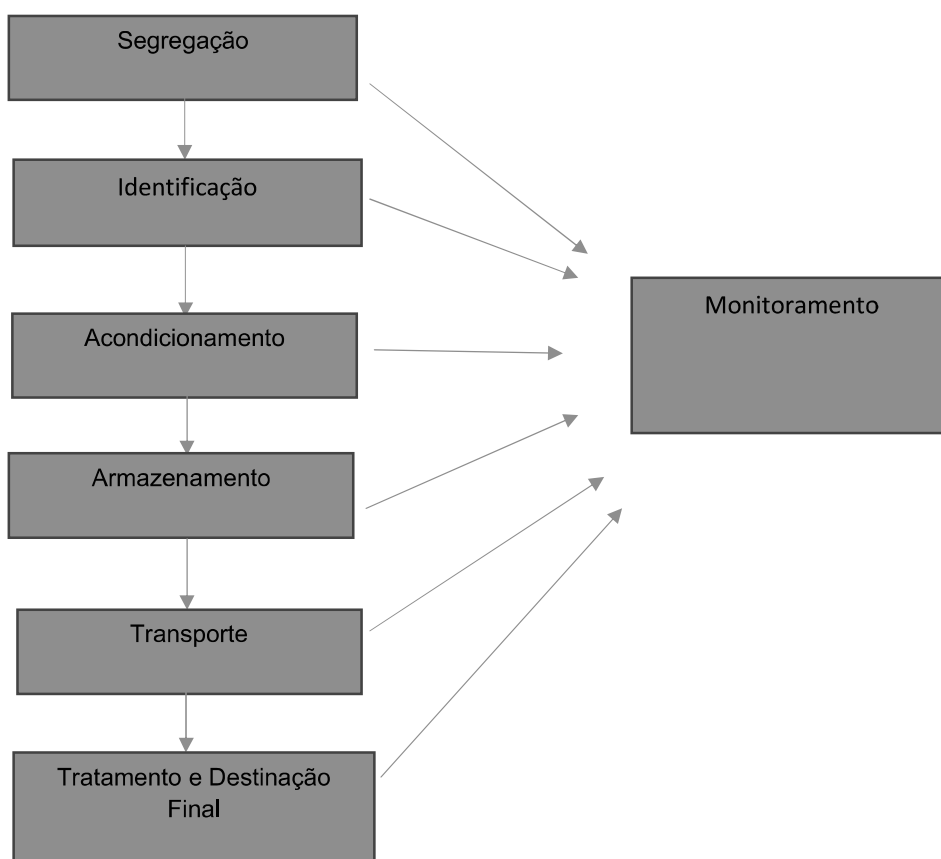 Segregação
Identificação
Acondicionamento
Armazenamento
Transporte
Tratamento e Destinação
Final
Monitoramento